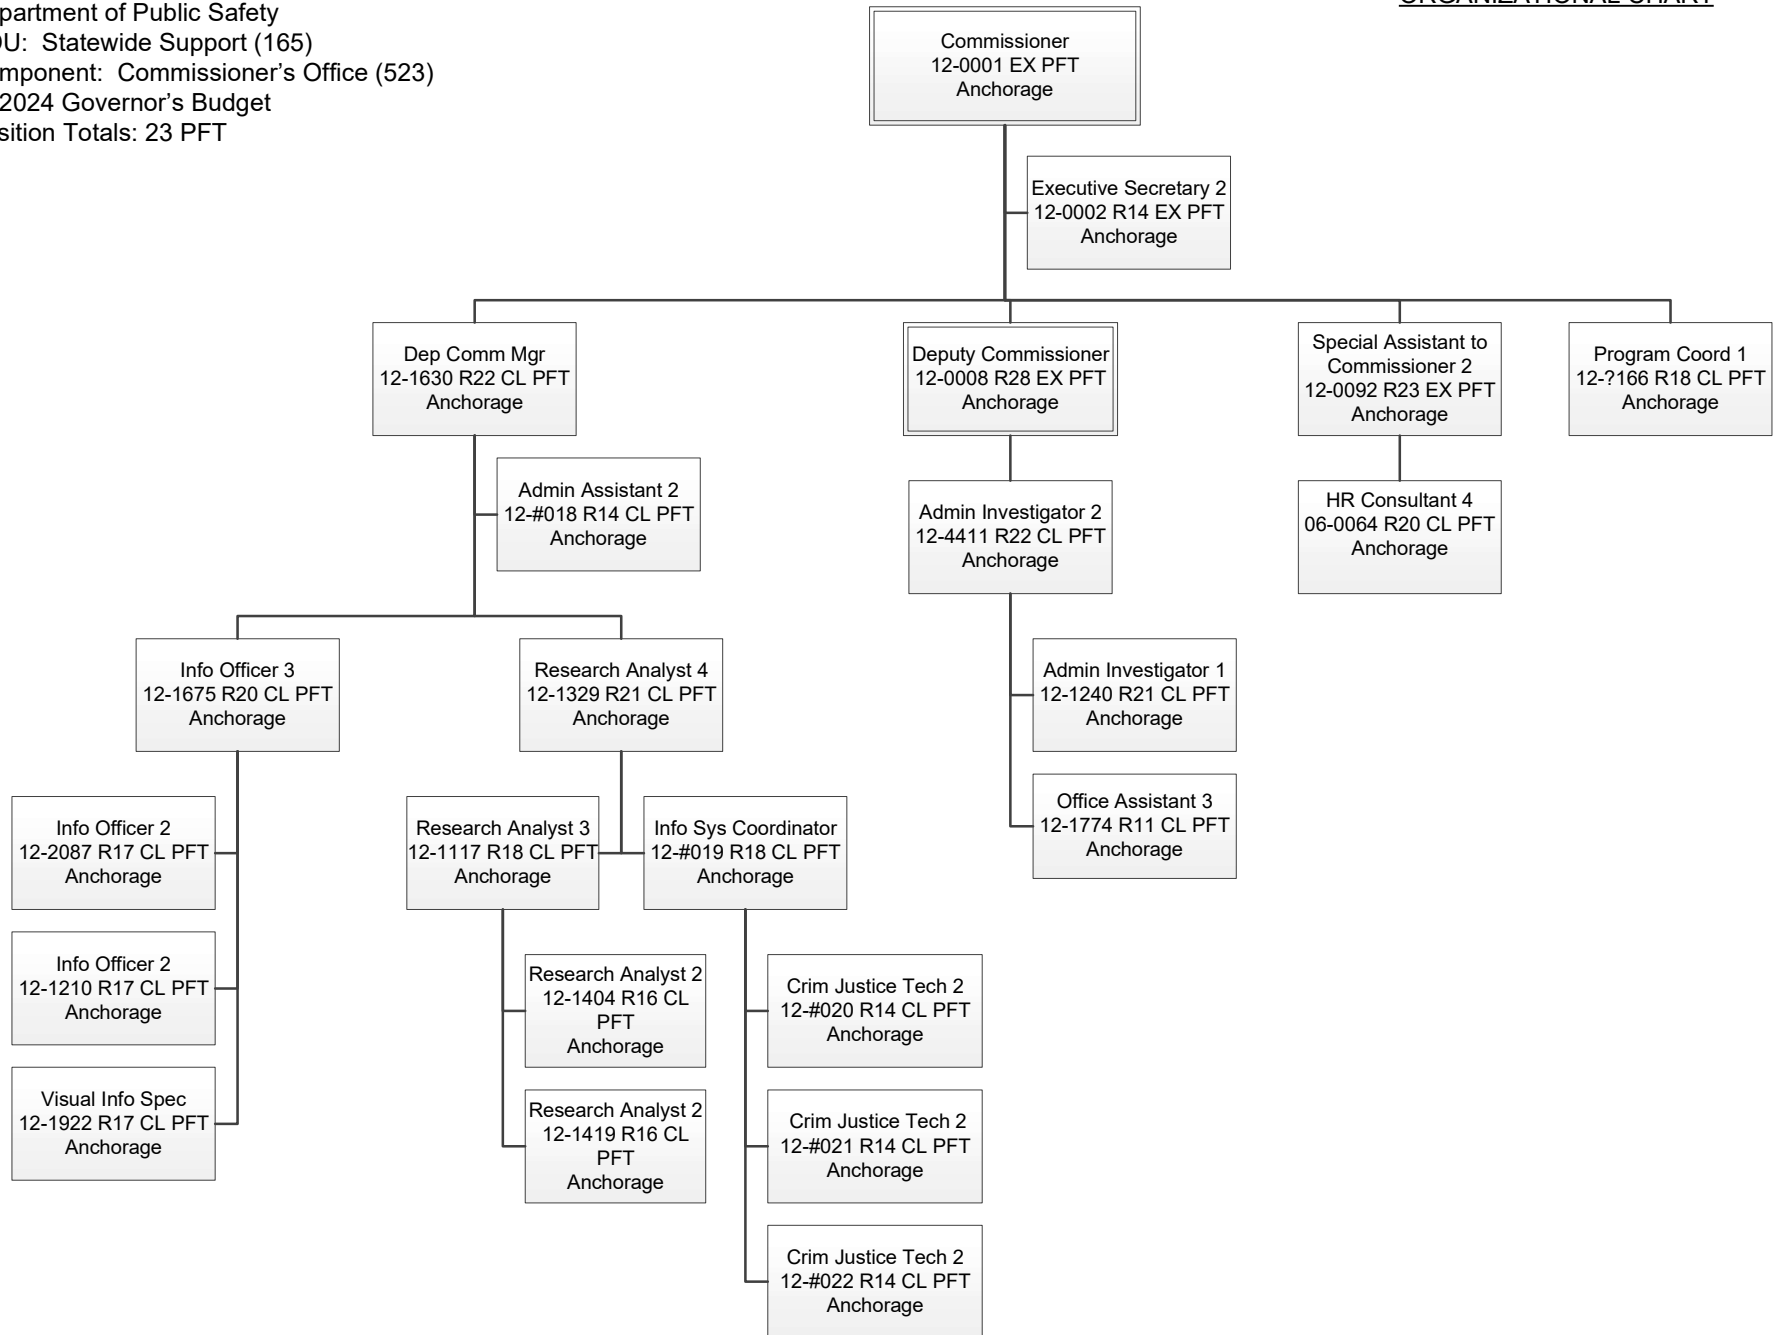 Statewide Support (165)
Commissioner's Office (523)
2024 Governor's Budget
Totals: 23 PFT
ORGANIZATIONAL CHART
of Public Safety
Commissioner
12-0001 EX PFT
Anchorage
Executive Secretary 2
12-0002 R14 EX PFT
Anchorage
Dep Comm Mgr
12-1630 R22 CL PFT
Anchorage
Deputy Commissioner
12-0008 R28 EX PFT
Anchorage
Special Assistant to
Commissioner 2
12-0092 R23 EX PFT
Anchorage
Program Coord 1
12-?166 R18 CL PFT
Anchorage
Admin Assistant 2
12-#018 R14 CL PFT
Anchorage
Admin Investigator 2
12-4411 R22 CL PFT
Anchorage
HR Consultant 4
06-0064 R20 CL PFT
Anchorage
Info Officer 3
12-1675 R20 CL PFT
Anchorage
Research Analyst 4
12-1329 R21 CL PFT
Anchorage
Admin Investigator 1
12-1240 R21 CL PFT
Anchorage
Office Assistant 3
12-1774 R11 CL PFT
Anchorage
Info Officer 2
12-2087 R17 CL PFT
Anchorage
Research Analyst 3
12-1117 R18 CL PFT
Anchorage
Info Sys Coordinator
12-#019 R18 CL PFT
Anchorage
Info Officer 2
12-1210 R17 CL PFT
Anchorage
Research Analyst 2
12-1404 R16 CL
PFT
Anchorage
Crim Justice Tech 2
12-#020 R14 CL PFT
Anchorage
Visual Info Spec
12-1922 R17 CL PFT
Anchorage
Research Analyst 2
12-1419 R16 CL
PFT
Anchorage
Crim Justice Tech 2
12-#021 R14 CL PFT
Anchorage
Crim Justice Tech 2
12-#022 R14 CL PFT
Anchorage